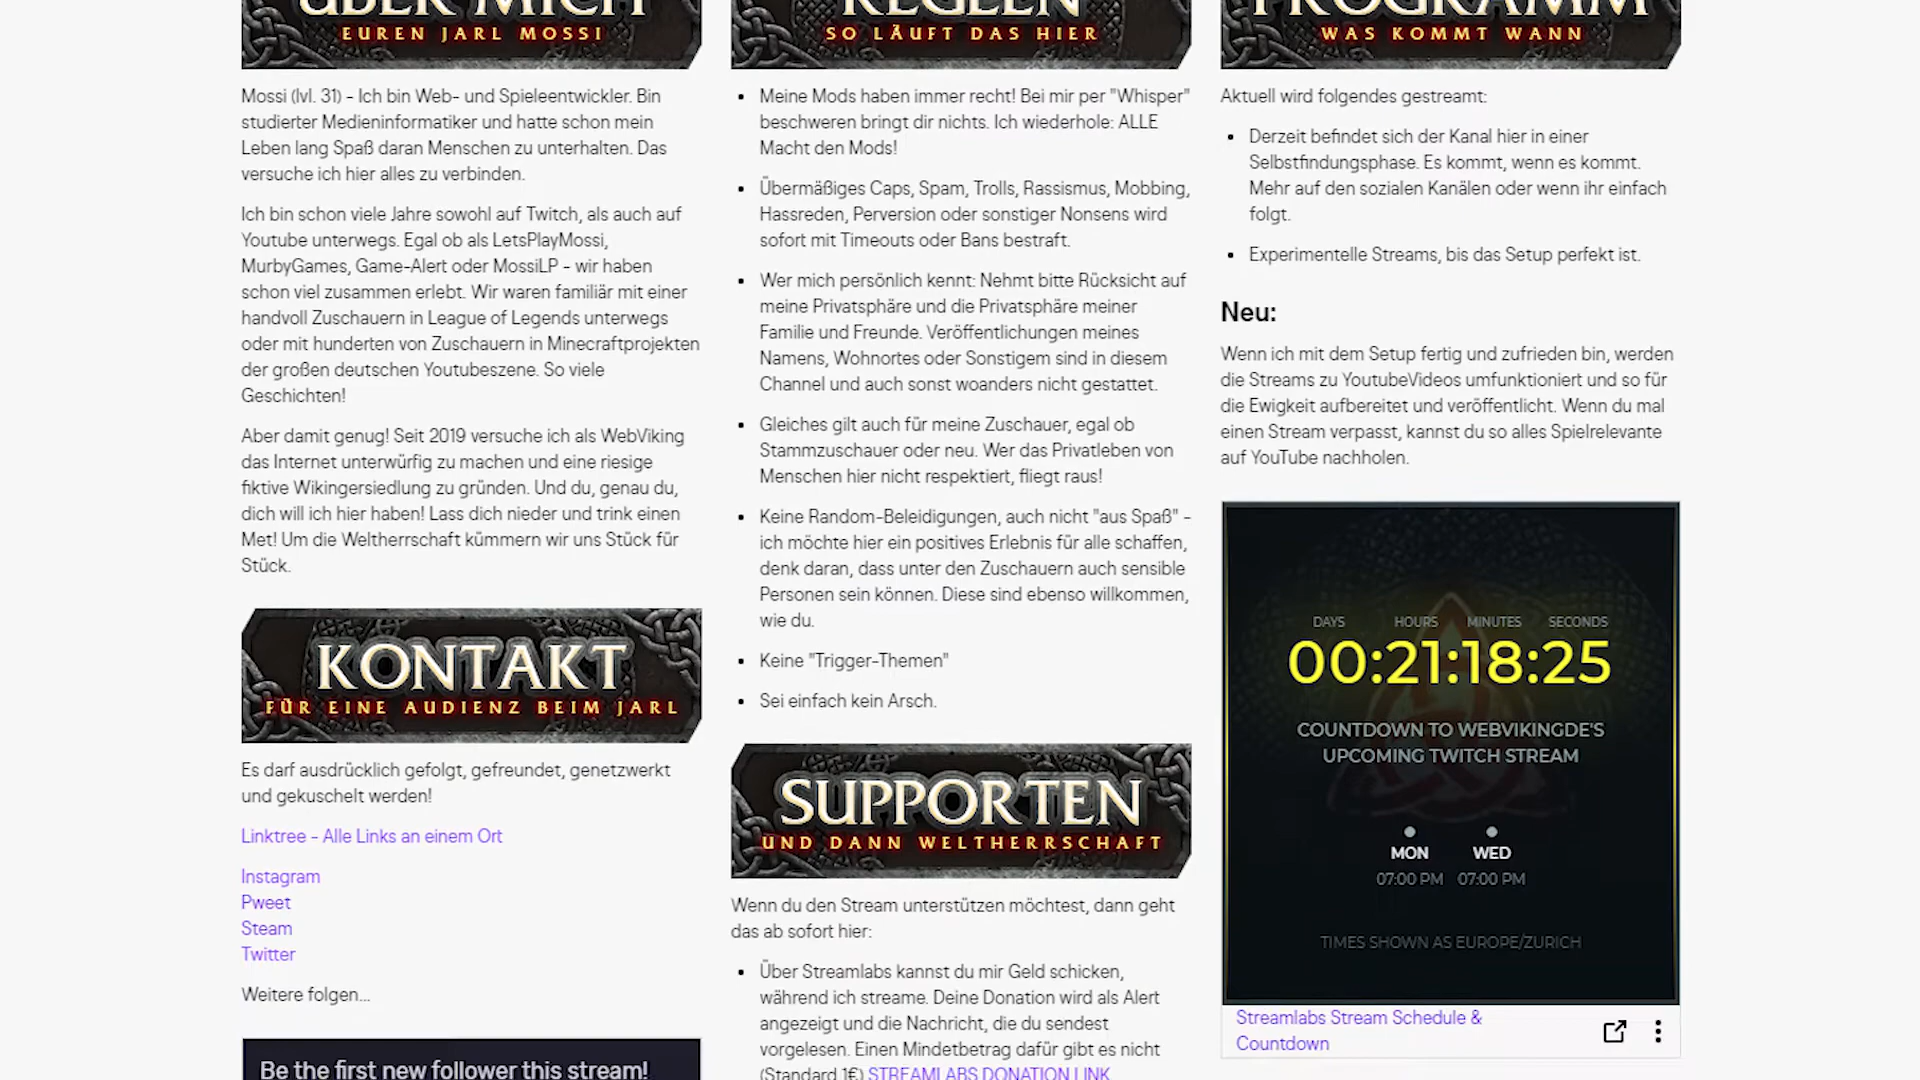 ÜBER MICH
EUREN JARL MOSSI
Mossi (lvl. 31) - Ich bin Web- und Spieleentwickler. Bin
studierter Medieninformatiker und hatte schon mein
Leben lang Spaß daran Menschen zu unterhalten. Das
versuche ich hier alles zu verbinden.
Ich bin schon viele Jahre sowohl auf Twitch, als auch auf
Youtube unterwegs. Egal ob als LetsPlayMossi,
MurbyGames, Game-Alert oder MossiLP - wir haben
schon viel zusammen erlebt. Wir waren familiär mit einer
handvoll Zuschauern in League of Legends unterwegs
oder mit hunderten von Zuschauern in Minecraftprojekten
der großen deutschen Youtubeszene. So viele
Geschichten!
Aber damit genug! Seit 2019 versuche ich als WebViking
das Internet unterwürfig zu machen und eine riesige
fiktive Wikingersiedlung zu gründen. Und du, genau du,
dich will ich hier haben! Lass dich nieder und trink einen
Met! Um die Weltherrschaft kümmern wir uns Stück für
Stück.
KONTAKT
FÜR EINE AUDIENZ BEIM JARL
Es darf ausdrücklich gefolgt, gefreundet, genetzwerkt
und gekuschelt werden!
Linktree - Alle Links an einem Ort
Instagram
Pweet
Steam
Twitter
Weitere folgen...
Be the first new follower this stream!
REGELN
SO LÄUFT DAS HIER
• Meine Mods haben immer recht! Bei mir per "Whisper"
beschweren bringt dir nichts. Ich wiederhole: ALLE
Macht den Mods!
• Übermäßiges Caps, Spam, Trolls, Rassismus, Mobbing,
Hassreden, Perversion oder sonstiger Nonsens wird
sofort mit Timeouts oder Bans bestraft.
• Wer mich persönlich kennt: Nehmt bitte Rücksicht auf
meine Privatsphäre und die Privatsphäre meiner
Familie und Freunde. Veröffentlichungen meines
Namens, Wohnortes oder Sonstigem sind in diesem
Channel und auch sonst woanders nicht gestattet.
• Gleiches gilt auch für meine Zuschauer, egal ob
Stammzuschauer oder neu. Wer das Privatleben von
Menschen hier nicht respektiert, fliegt raus!
• Keine Random-Beleidigungen, auch nicht "aus Spaß" -
ich möchte hier ein positives Erlebnis für alle schaffen,
denk daran, dass unter den Zuschauern auch sensible
Personen sein können. Diese sind ebenso willkommen,
wie du.
• Keine "Trigger-Themen"
• Sei einfach kein Arsch.
SUPPORTEN
UND DANN WELTHERRSCHAFT
Wenn du den Stream unterstützen möchtest, dann geht
das ab sofort hier:
• Über Streamlabs kannst du mir Geld schicken,
während ich streame. Deine Donation wird als Alert
angezeigt und die Nachricht, die du sendest
vorgelesen. Einen Mindetbetrag dafür gibt es nicht
(Standard 1€) STREAMLABS DONATION LINK
PROGRAMM
WAS KOMMT WANN
Aktuell wird folgendes gestreamt:
• Derzeit befindet sich der Kanal hier in einer
Selbstfindungsphase. Es kommt, wenn es kommt.
Mehr auf den sozialen Kanälen oder wenn ihr einfach
folgt.
• Experimentelle Streams, bis das Setup perfekt ist.
Neu:
Wenn ich mit dem Setup fertig und zufrieden bin, werden
die Streams zu YoutubeVideos umfunktioniert und so für
die Ewigkeit aufbereitet und veröffentlicht. Wenn du mal
einen Stream verpasst, kannst du so alles Spielrelevante
auf YouTube nachholen.
DAYS HOURS MINUTES SECONDS
00:21:18:25
COUNTDOWN TO WEBVIKINGDE'S
UPCOMING TWITCH STREAM
MON WED
07:00 PM 07:00 PM
TIMES SHOWN AS EUROPE/ZURICH
Streamlabs Stream Schedule &
Countdown